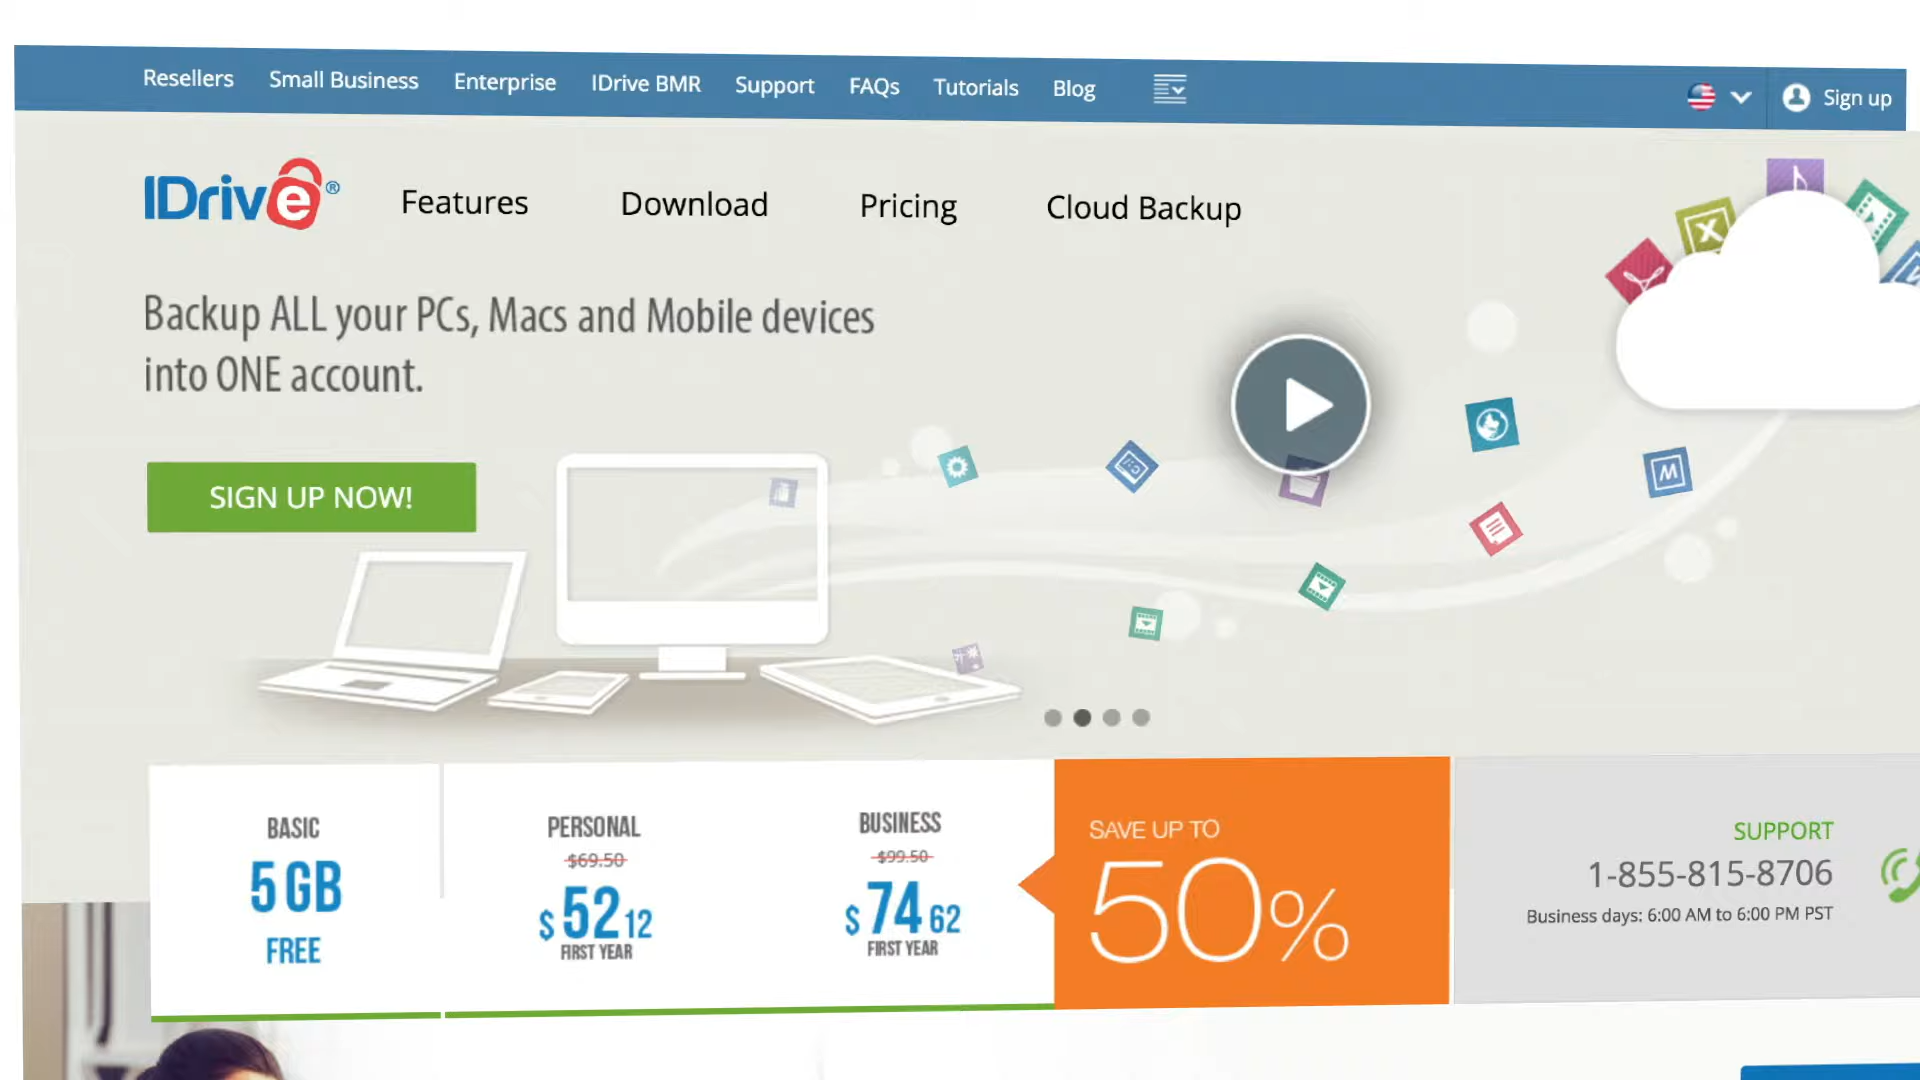 Resellers Small Business Enterprise IDrive BMR Support FAQs Tutorials Blog Sign up
IDrive® Features Download Pricing Cloud Backup
Backup ALL your PCs, Macs and Mobile devices
into ONE account.
SIGN UP NOW!
BASIC
5 GB
FREE
PERSONAL
$69.50
$ 52 12
FIRST YEAR
BUSINESS
$99.50
$ 74 62
FIRST YEAR
SAVE UP TO
50%
SUPPORT
1-855-815-8706
Business days: 6:00 AM to 6:00 PM PST